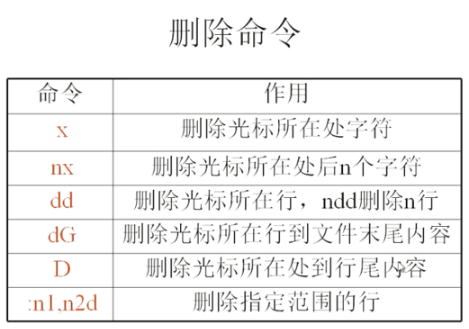 删除命令
命令 作用
x 删除光标所在处字符
nx 删除光标所在处后n个字符
dd 删除光标所在行，ndd删除n行
dG 删除光标所在行到文件末尾内容
D 删除光标所在处到行尾内容
:n1,n2d 删除指定范围的行